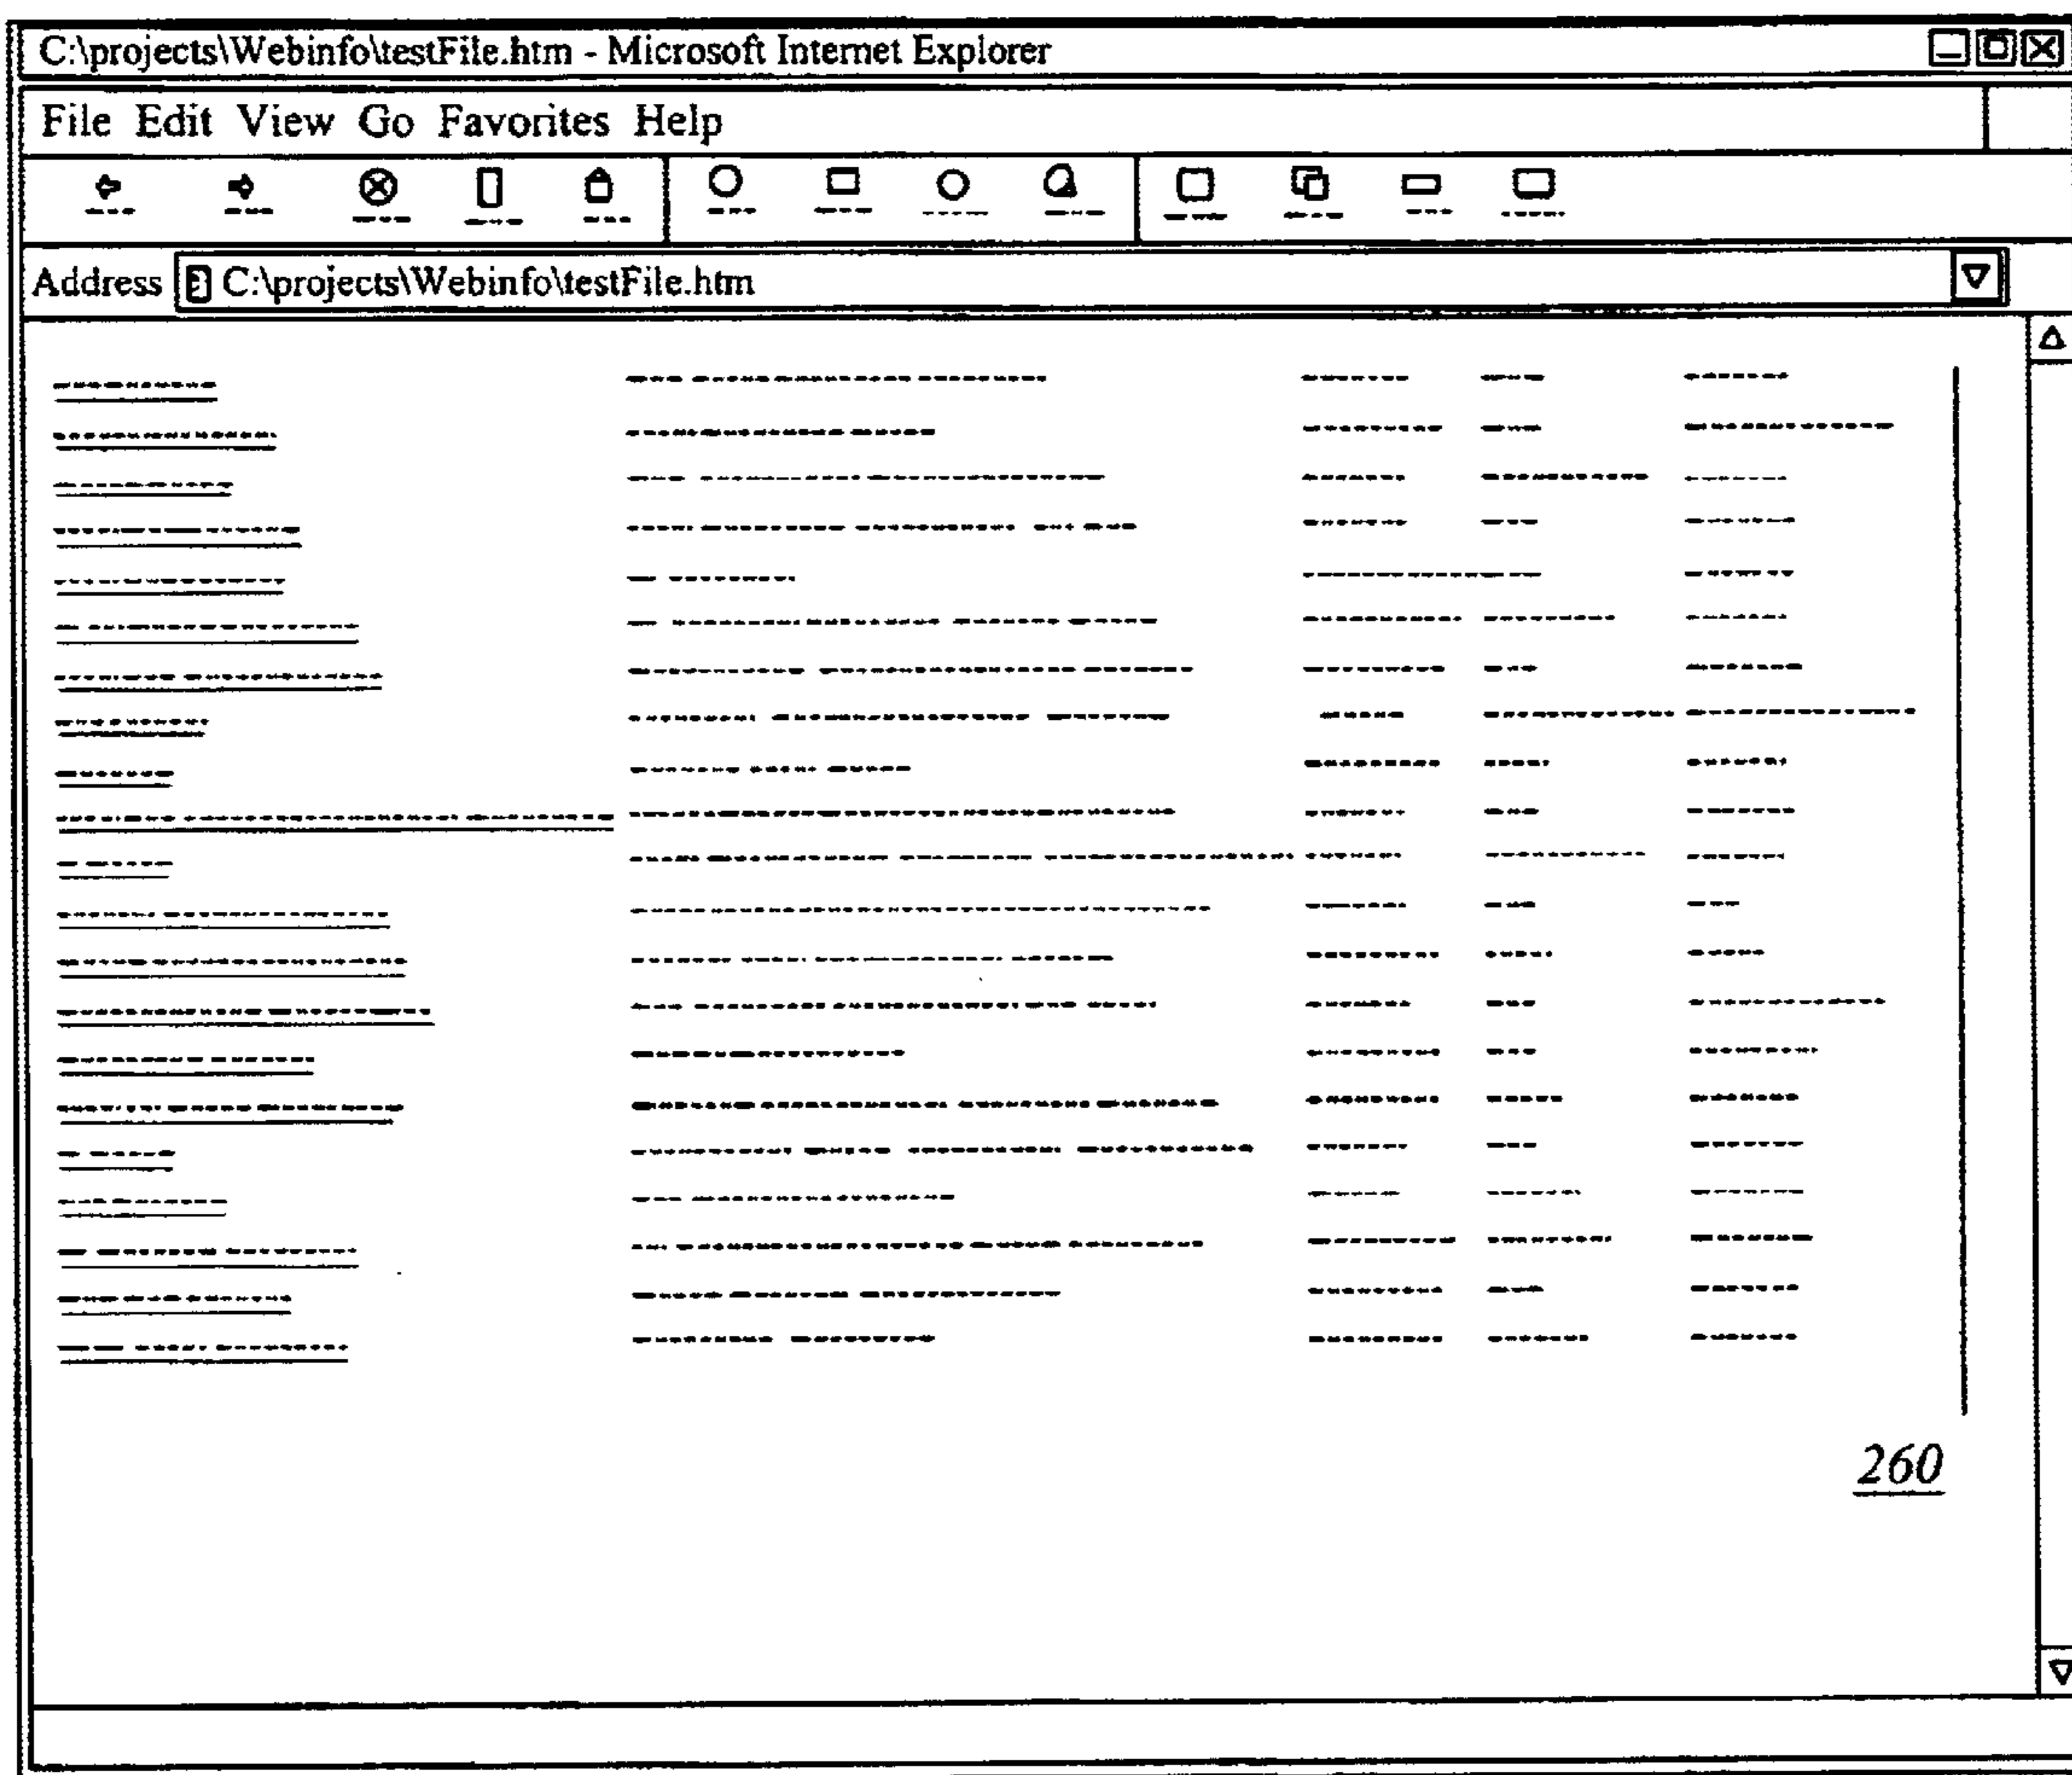 C:\projects\Webinfo\testFile.htm - Microsoft Internet Explorer
File Edit View Go Favorites Help
Address C:\projects\Webinfo\testFile.htm
260